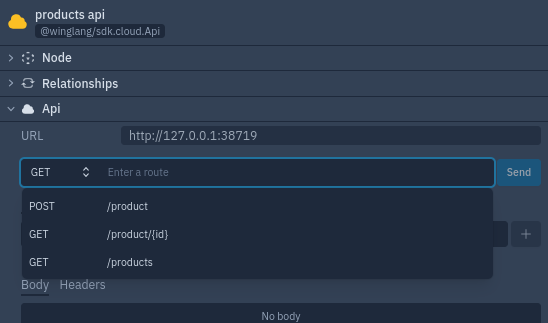 products api
@winglang/sdk.cloud.Api
Node
Relationships
Api
URL http://127.0.0.1:38719
GET Enter a route Send
POST /product
GET /product/{id}
GET /products
+
Body Headers
No body